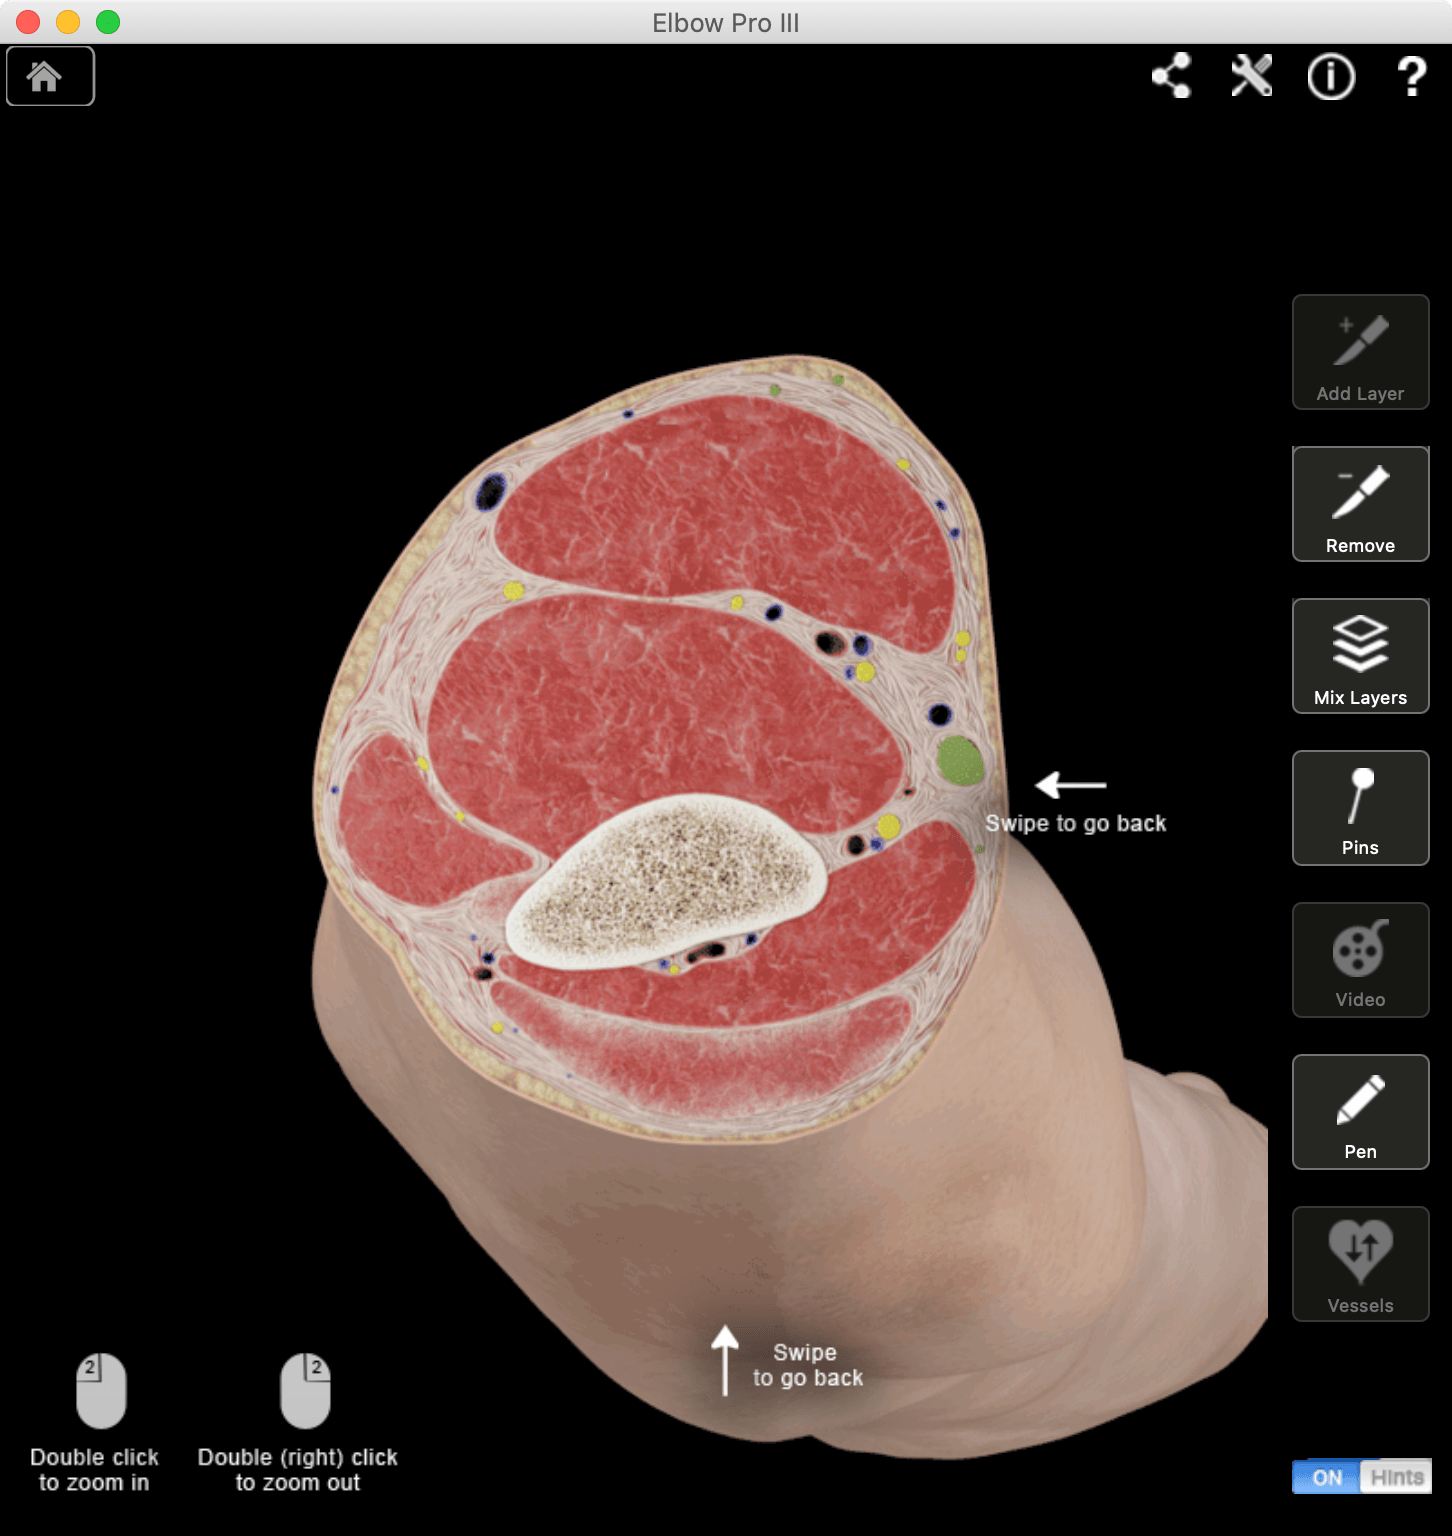 Elbow Pro III
i
?
Add Layer
Remove
Mix Layers
Swipe to go back
Pins
Video
Pen
Vessels
Swipe
to go back
2
2
Double click
to zoom in
Double (right) click
to zoom out
ON Hints